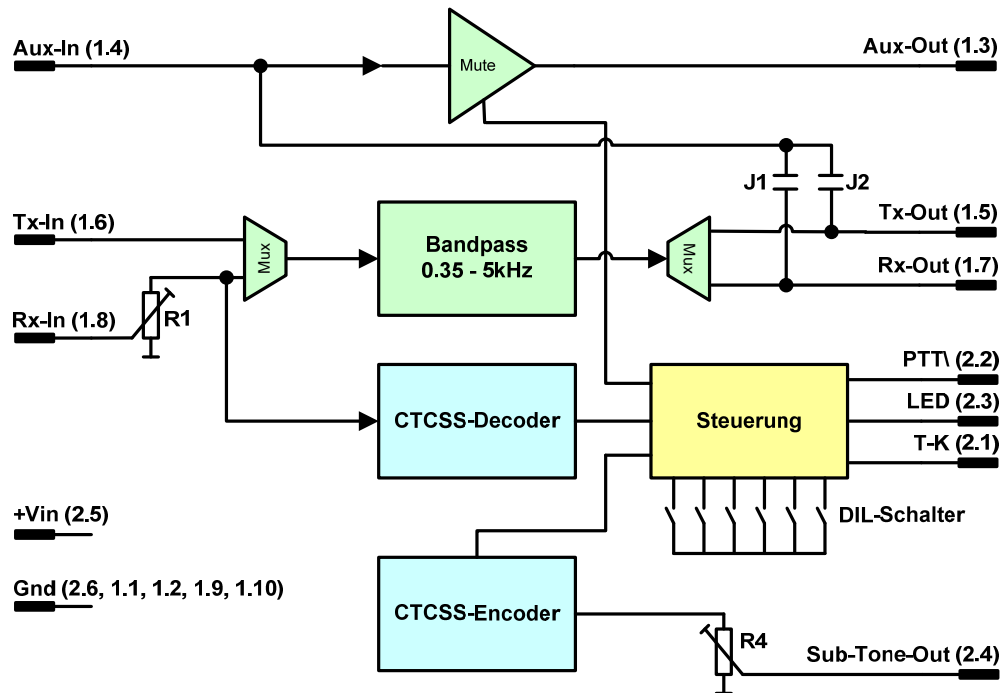 Aux-In (1.4)
Aux-Out (1.3)
Mute
J1
J2
Tx-In (1.6)
Tx-Out (1.5)
Mux
Bandpass
0.35 - 5kHz
Mux
Rx-Out (1.7)
Rx-In (1.8)
R1
PTT\ (2.2)
CTCSS-Decoder
Steuerung
LED (2.3)
T-K (2.1)
+Vin (2.5)
DIL-Schalter
Gnd (2.6, 1.1, 1.2, 1.9, 1.10)
CTCSS-Encoder
R4
Sub-Tone-Out (2.4)